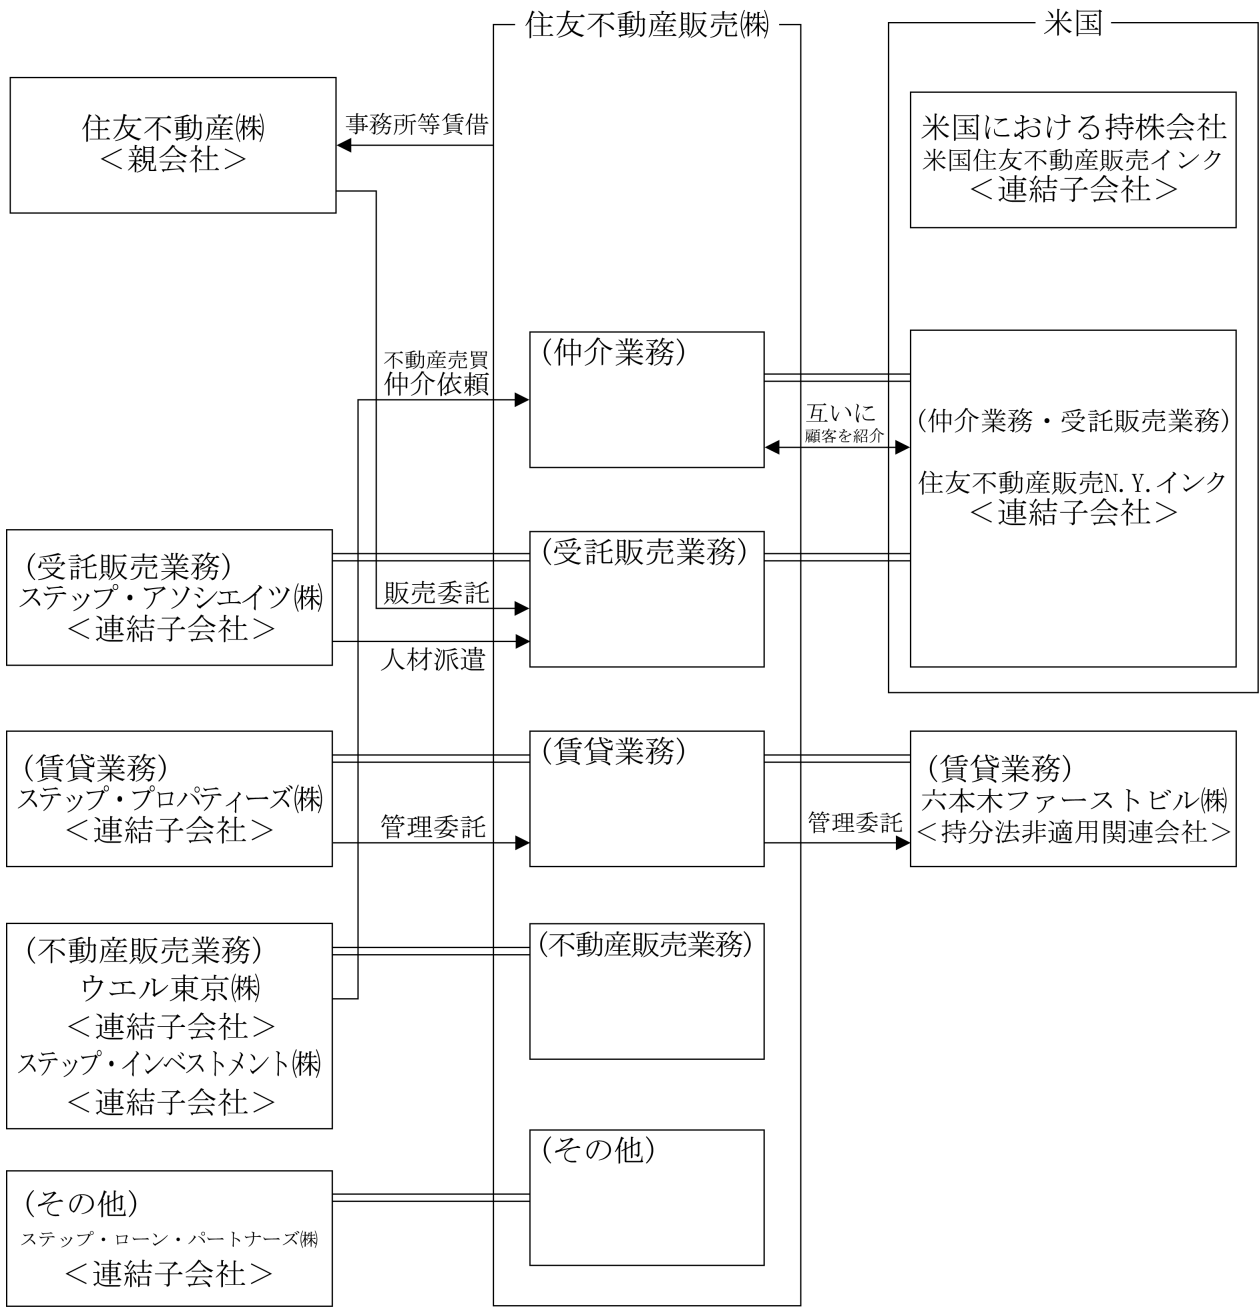 住友不動産販売㈱
米国
住友不動産㈱
＜親会社＞
事務所等賃借
米国における持株会社
米国住友不動産販売インク
＜連結子会社＞
不動産売買
仲介依頼
(仲介業務)
互いに
顧客を紹介
(仲介業務・受託販売業務)
住友不動産販売N.Y.インク
＜連結子会社＞
(受託販売業務)
ステップ・アソシエイツ㈱
＜連結子会社＞
販売委託
人材派遣
(受託販売業務)
(賃貸業務)
ステップ・プロパティーズ㈱
＜連結子会社＞
管理委託
(賃貸業務)
管理委託
(賃貸業務)
六本木ファーストビル㈱
＜持分法非適用関連会社＞
(不動産販売業務)
ウエル東京㈱
＜連結子会社＞
ステップ・インベストメント㈱
＜連結子会社＞
(不動産販売業務)
(その他)
ステップ・ローン・パートナーズ㈱
＜連結子会社＞
(その他)